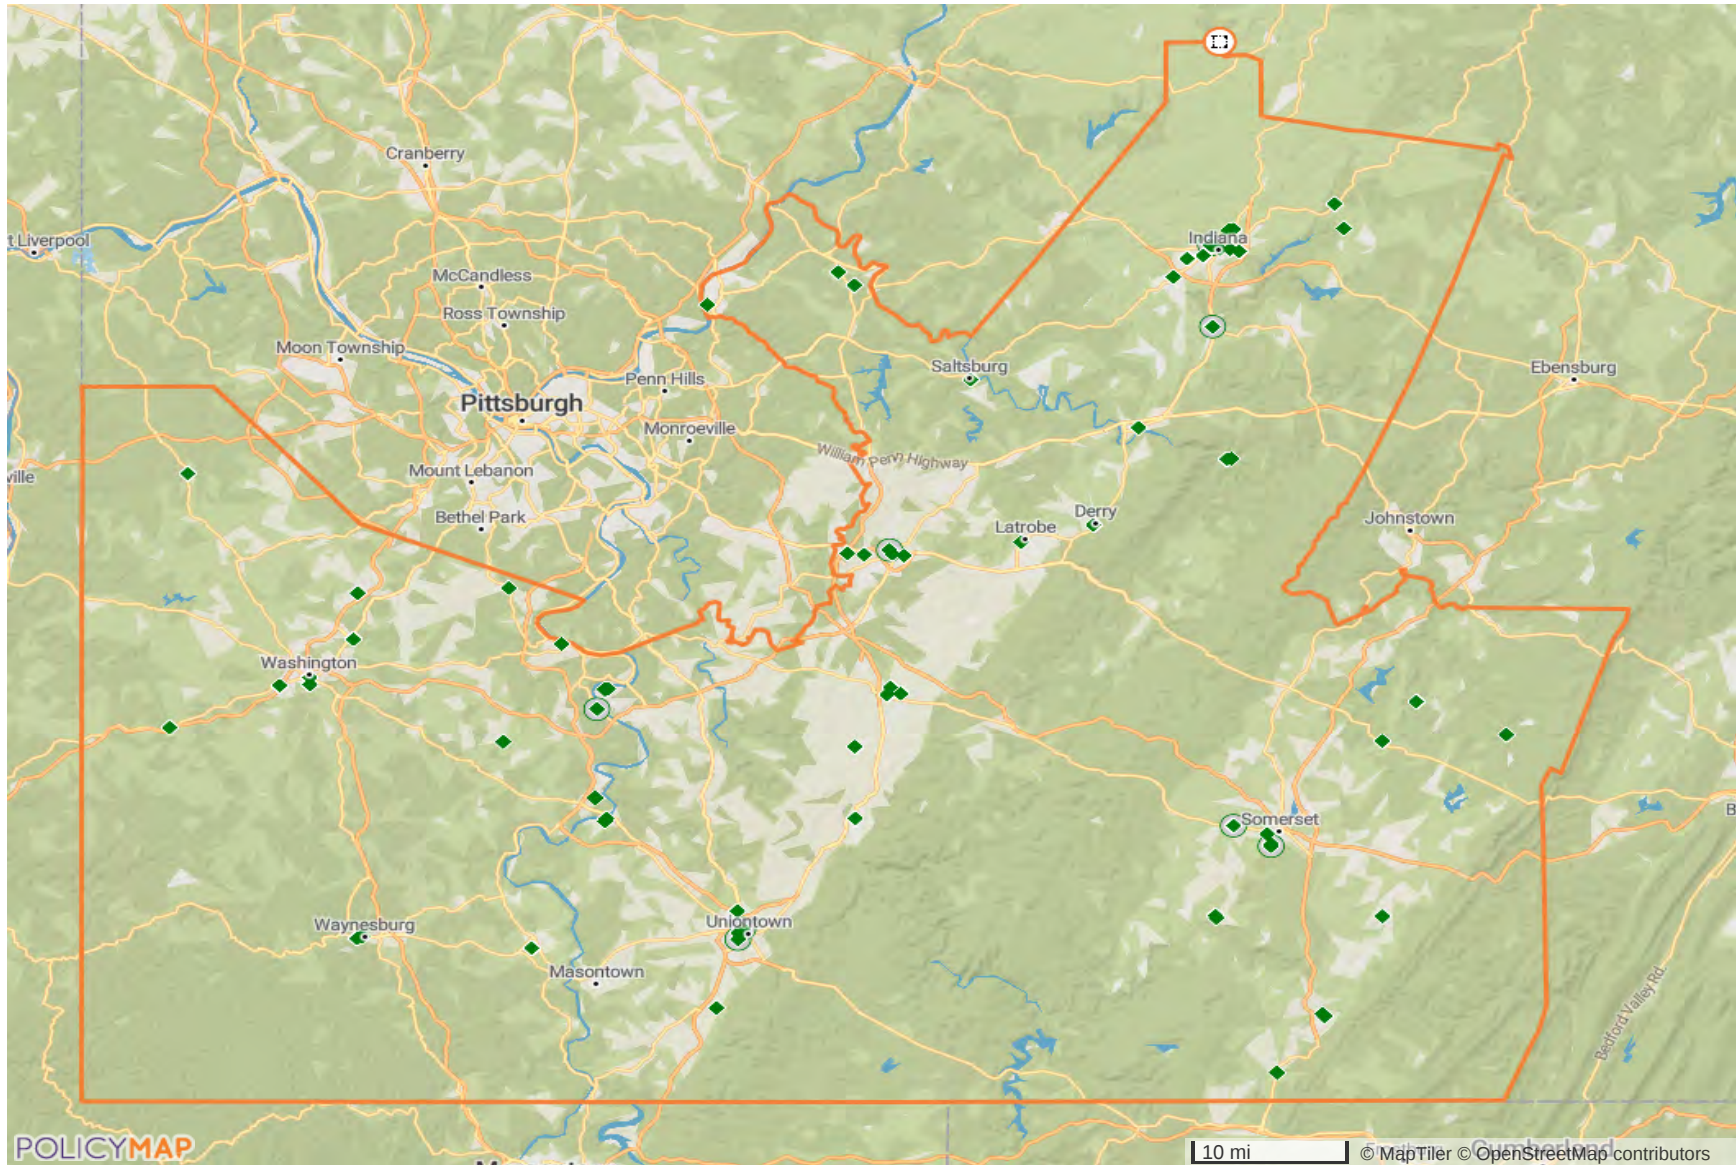 Cranberry
t Liverpool
Indiana
McCandless
Ross Township
Moon Township
Saltsburg
Ebensburg
Penn Hills
Pittsburgh
Monroeville
William Penn Highway
Mount Lebanon
ville
Derry
Bethel Park
Latrobe
Johnstown
Washington
B
Somerset
Waynesburg
Uniontown
Masontown
Bedford Valley Rd.
POLICYMAP
10 mi
Cumberland
© MapTiler © OpenStreetMap contributors